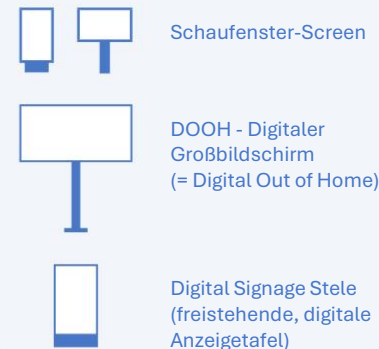 Schaufenster-Screen
DOOH - Digitaler
Großbildschirm
(= Digital Out of Home)
Digital Signage Stele
(freistehende, digitale
Anzeigetafel)